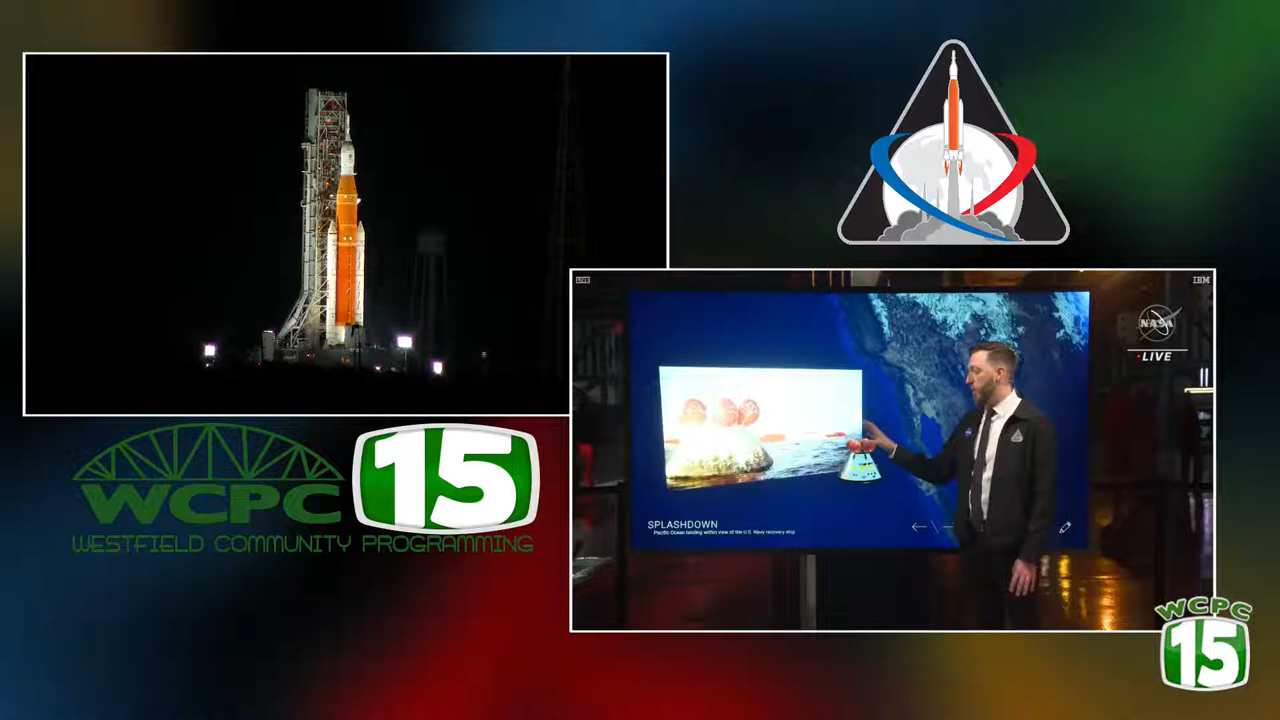 WCPC
15
WESTFIELD COMMUNITY PROGRAMMING
IBM
NASA
LIVE
SPLASHDOWN
Pacific Ocean landing within view of the U.S. Navy recovery ship
WCPC
15